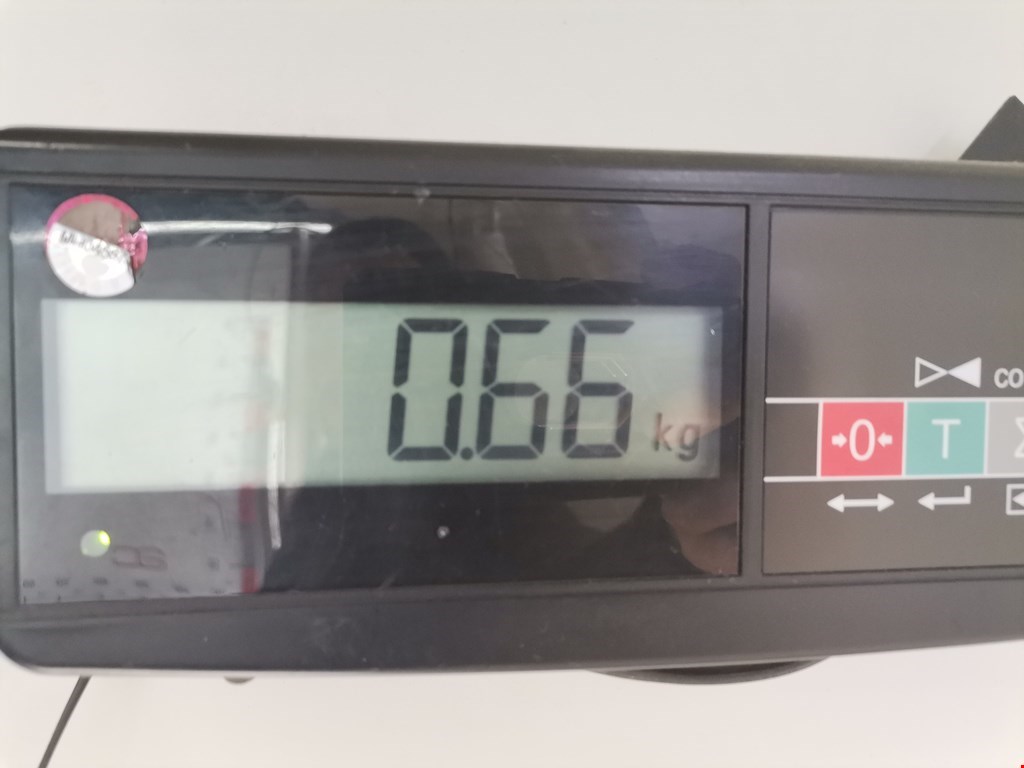 0.66 kg
co
→0← T